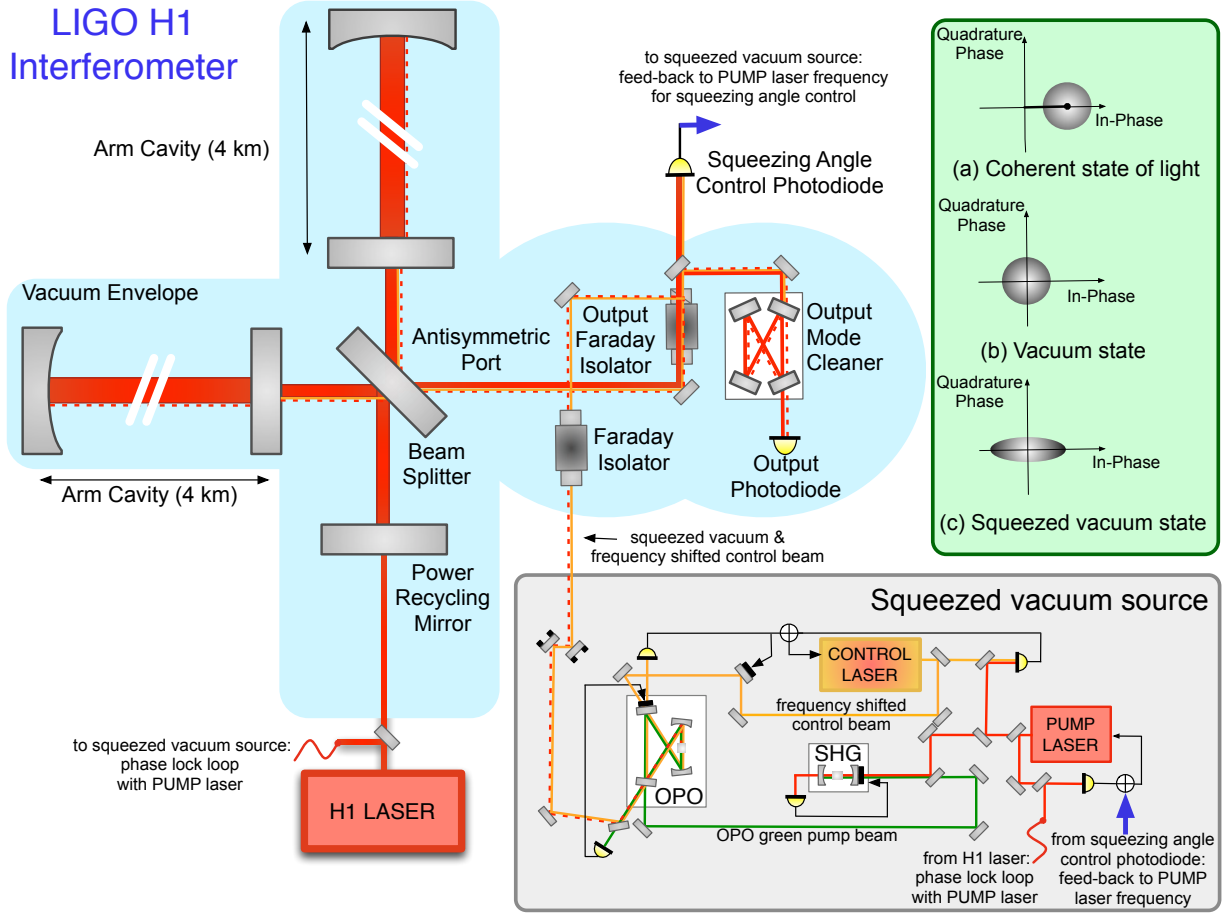 LIGO H1
Interferometer
Arm Cavity (4 km)
Vacuum Envelope
Arm Cavity (4 km)
Antisymmetric
Port
Beam
Splitter
Power
Recycling
Mirror
to squeezed vacuum source:
phase lock loop
with PUMP laser
H1 LASER
to squeezed vacuum source:
feed-back to PUMP laser frequency
for squeezing angle control
Squeezing Angle
Control Photodiode
Output
Faraday
Isolator
Output
Mode
Cleaner
Faraday
Isolator
Output
Photodiode
squeezed vacuum &
frequency shifted control beam
Quadrature
Phase
In-Phase
(a) Coherent state of light
Quadrature
Phase
In-Phase
(b) Vacuum state
Quadrature
Phase
In-Phase
(c) Squeezed vacuum state
Squeezed vacuum source
CONTROL
LASER
frequency shifted
control beam
PUMP
LASER
SHG
OPO
OPO green pump beam
from H1 laser:
phase lock loop
with PUMP laser
from squeezing angle
control photodiode:
feed-back to PUMP
laser frequency